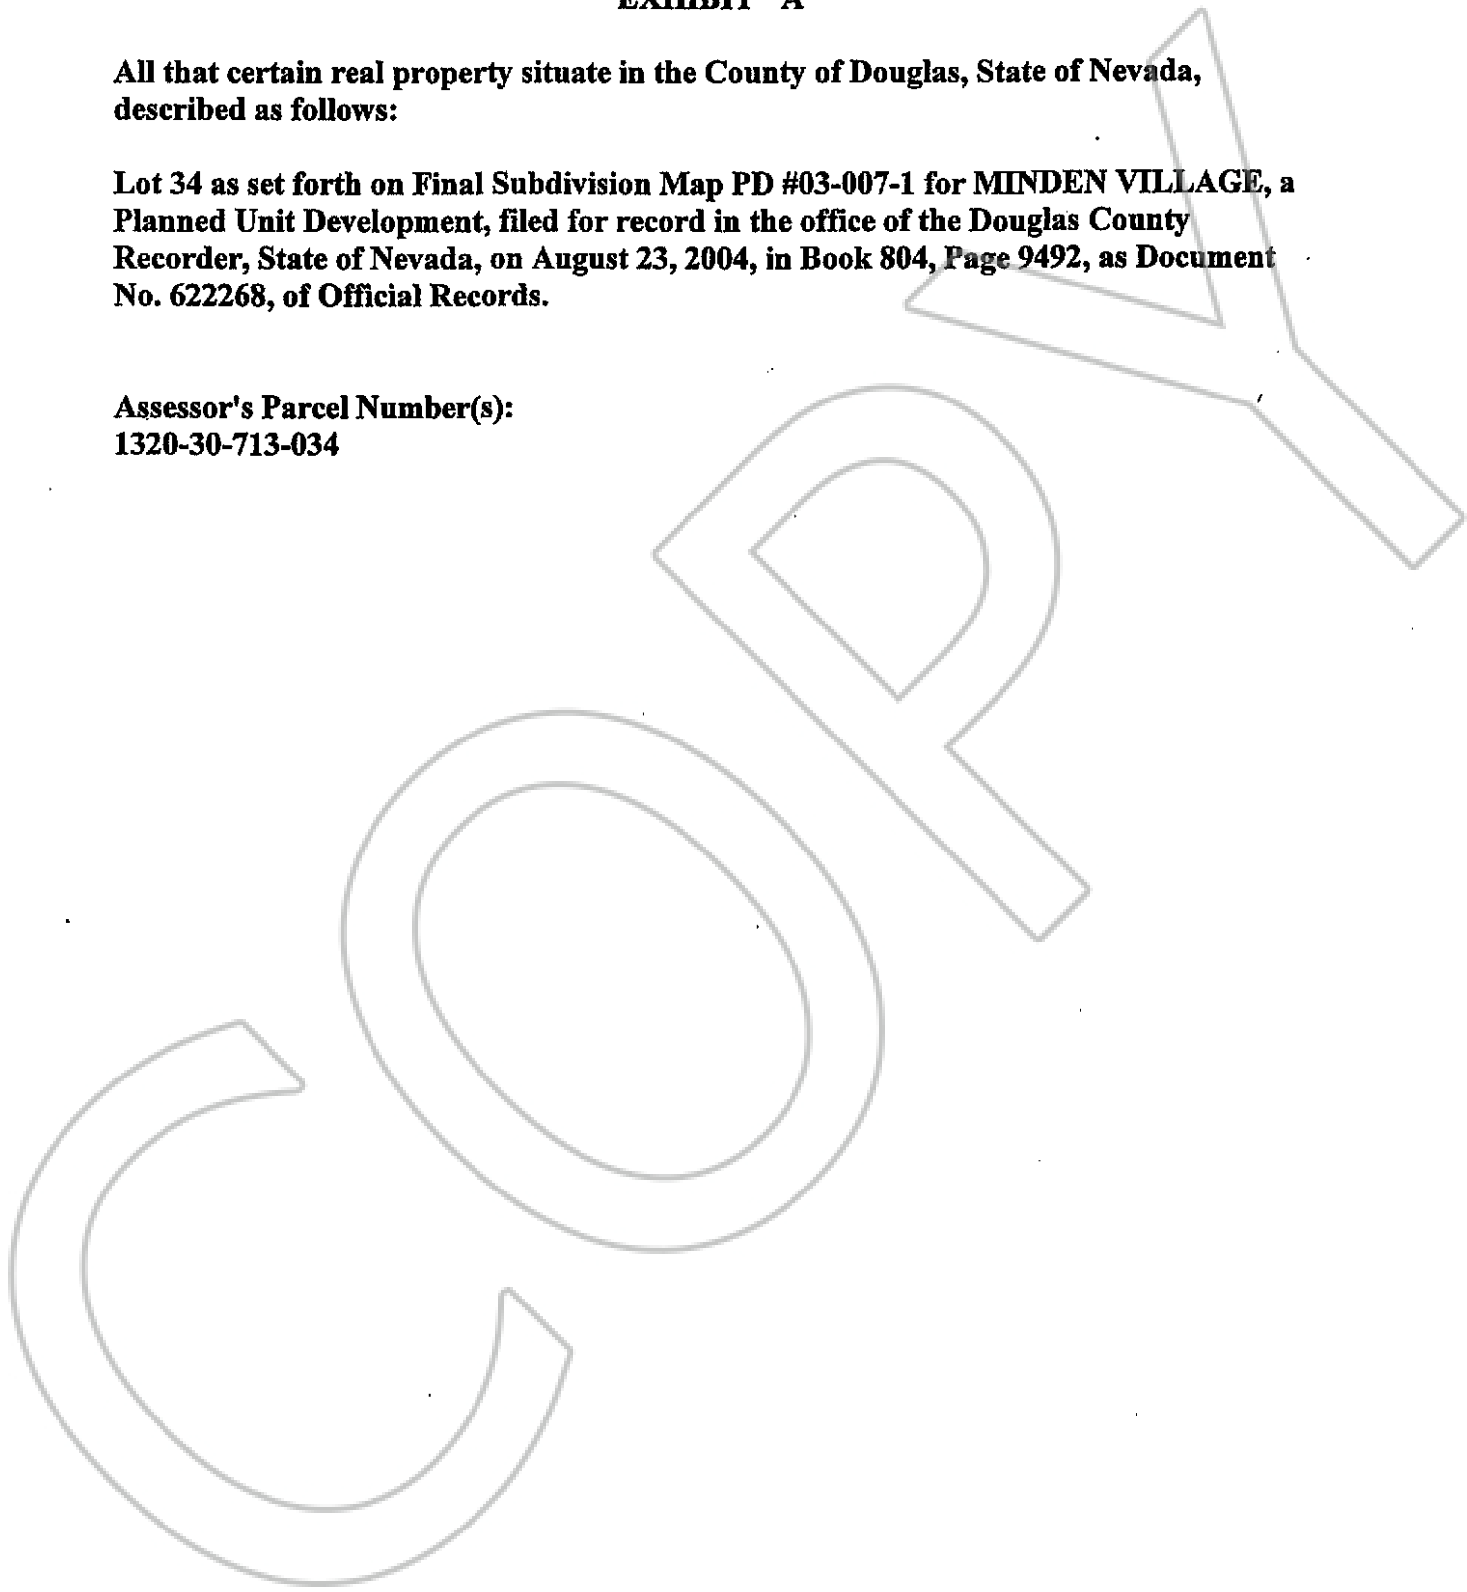 EXHIBIT "A"
All that certain real property situate in the County of Douglas, State of Nevada,
described as follows:
Lot 34 as set forth on Final Subdivision Map PD #03-007-1 for MINDEN VILLAGE, a
Planned Unit Development, filed for record in the office of the Douglas County
Recorder, State of Nevada, on August 23, 2004, in Book 804, Page 9492, as Document
No. 622268, of Official Records.
Assessor's Parcel Number(s):
1320-30-713-034
COPY